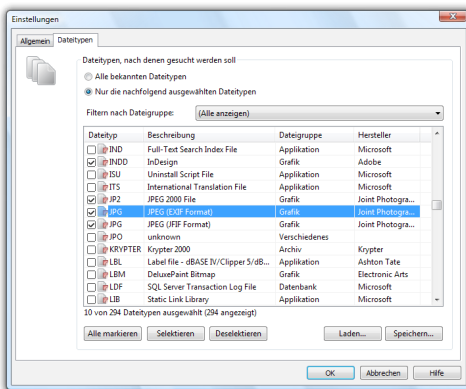 Einstellungen
Allgemein Dateitypen
Dateitypen, nach denen gesucht werden soll
Alle bekannten Dateitypen
Nur die nachfolgend ausgewählten Dateitypen
Filtern nach Dateigruppe: (Alle anzeigen)
Dateityp Beschreibung Dateigruppe Hersteller
IND Full-Text Search Index File Applikation Microsoft
INDD InDesign Grafik Adobe
ISU Uninstall Script File Applikation Microsoft
ITS International Translation File Applikation Microsoft
JP2 JPEG 2000 File Grafik Joint Photogra...
JPG JPEG (EXIF Format) Grafik Joint Photogra...
JPG JPEG (JFIF Format) Grafik Joint Photogra...
JPO unknown Verschiedenes
KRYPTER Krypter 2000 Archiv Krypter
LBL Label file - dBASE IV/Clipper 5/dB... Applikation Ashton Tate
LBM DeluxePaint Bitmap Grafik Electronic Arts
LDF SQL Server Transaction Log File Datenbank Microsoft
LIB Static Link Library Applikation Microsoft
10 von 294 Dateitypen ausgewählt (294 angezeigt)
Alle markieren Selektieren Deselektieren Laden... Speichern...
OK Abbrechen Hilfe